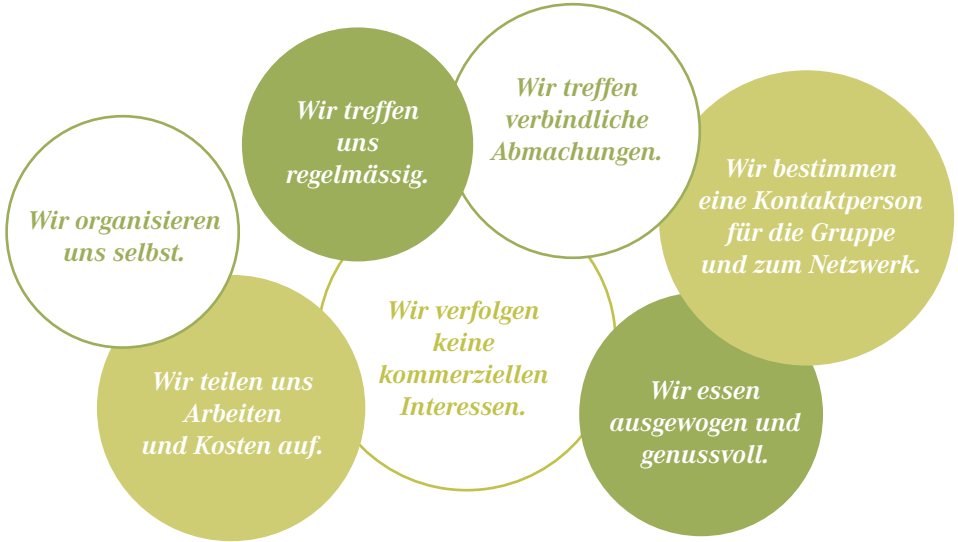 Wir organisieren
uns selbst.
Wir treffen
uns
regelmässig.
Wir treffen
verbindliche
Abmachungen.
Wir bestimmen
eine Kontaktperson
für die Gruppe
und zum Netzwerk.
Wir teilen uns
Arbeiten
und Kosten auf.
Wir verfolgen
keine
kommerziellen
Interessen.
Wir essen
ausgewogen und
genussvoll.